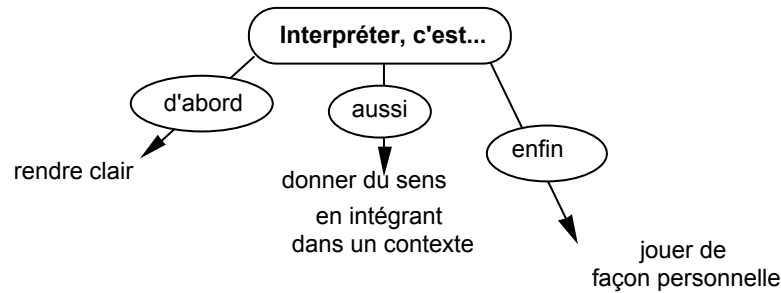 Interpréter, c'est...
d'abord
aussi
enfin
rendre clair
donner du sens
en intégrant
dans un contexte
jouer de
façon personnelle